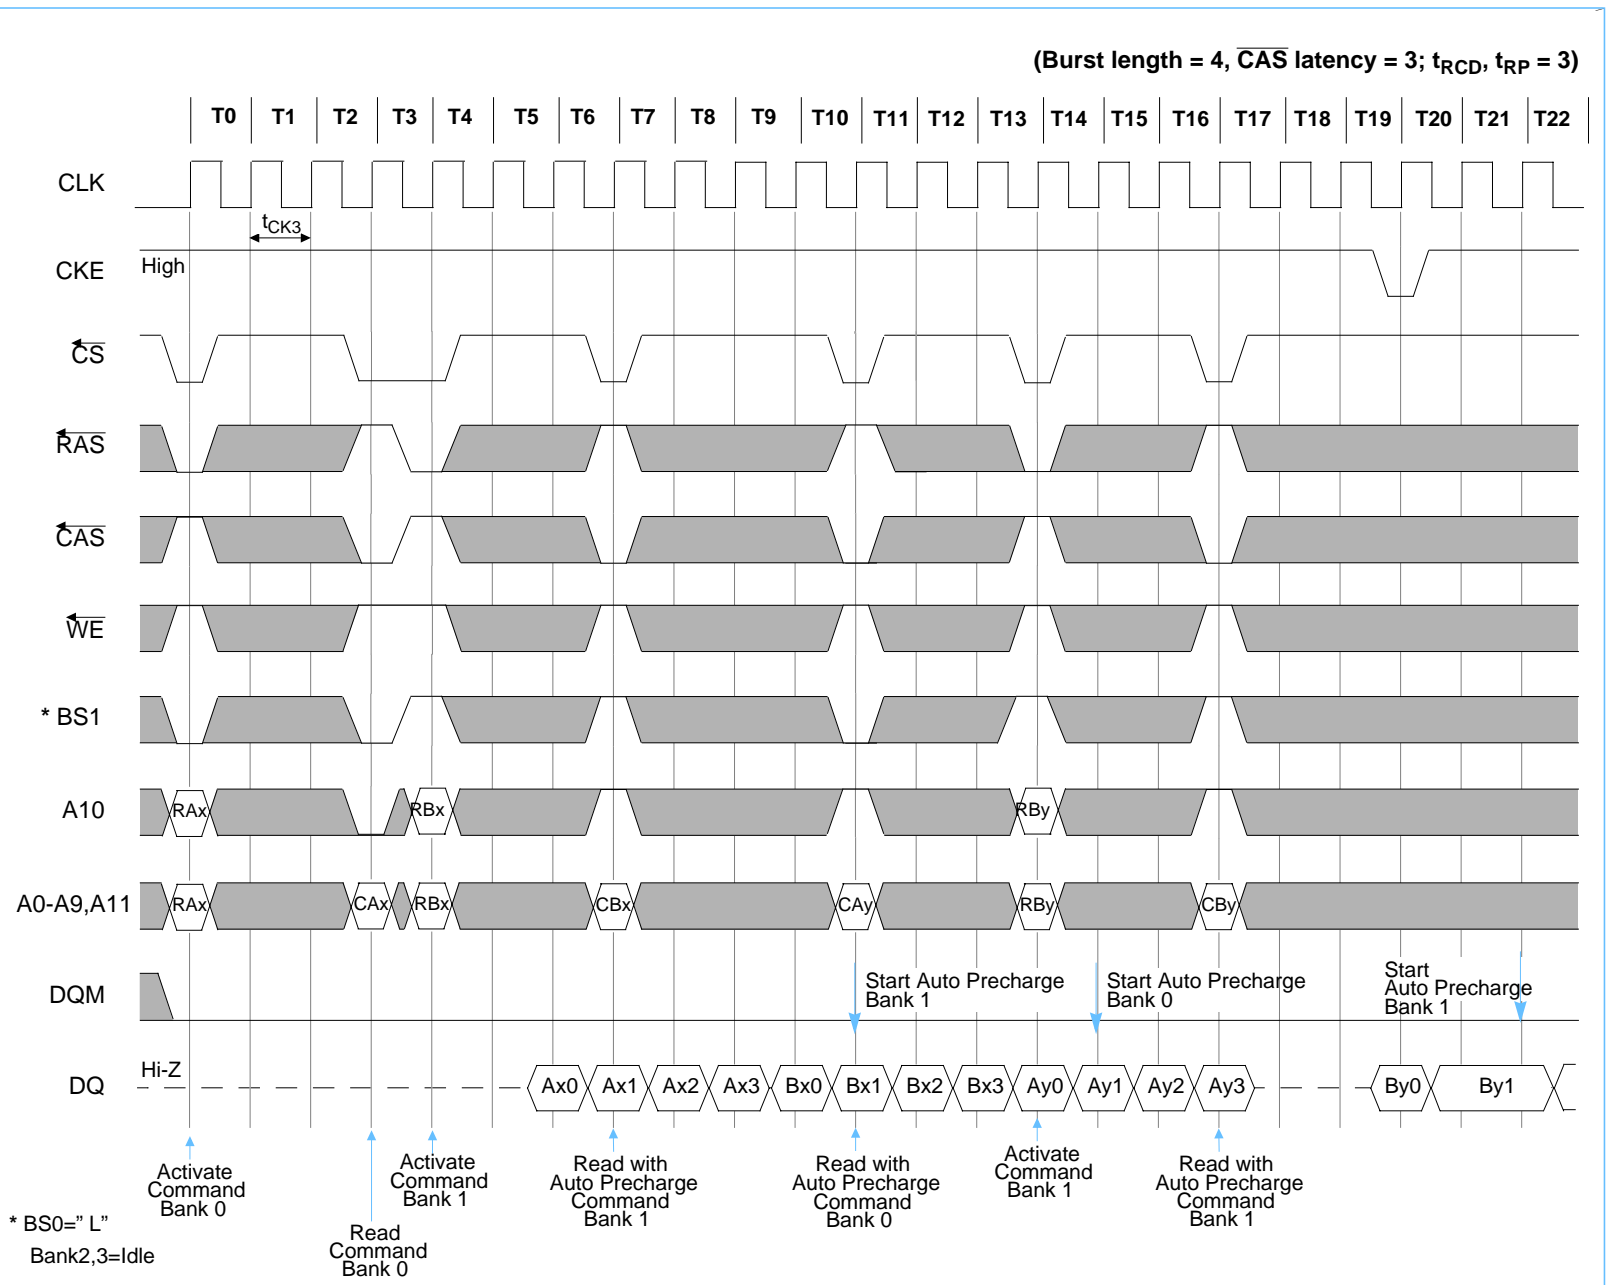 (Burst length = 4, CAS latency = 3; tRCD, tRP = 3)
T0 T1 T2 T3 T4 T5 T6 T7 T8 T9 T10 T11 T12 T13 T14 T15 T16 T17 T18 T19 T20 T21 T22
CLK
tCK3
CKE High
CS
RAS
CAS
WE
* BS1
A10 RAx RBx RBy
A0-A9,A11 RAx CAx RBx CBx CAy RBy CBy
DQM
Start Auto Precharge
Bank 1
Start Auto Precharge
Bank 0
Start
Auto Precharge
Bank 1
DQ Hi-Z Ax0 Ax1 Ax2 Ax3 Bx0 Bx1 Bx2 Bx3 Ay0 Ay1 Ay2 Ay3 By0 By1
Activate
Command
Bank 0
Read
Command
Bank 0
Activate
Command
Bank 1
Read with
Auto Precharge
Command
Bank 1
Read with
Auto Precharge
Command
Bank 0
Activate
Command
Bank 1
Read with
Auto Precharge
Command
Bank 1
* BS0=” L”
Bank2,3=Idle